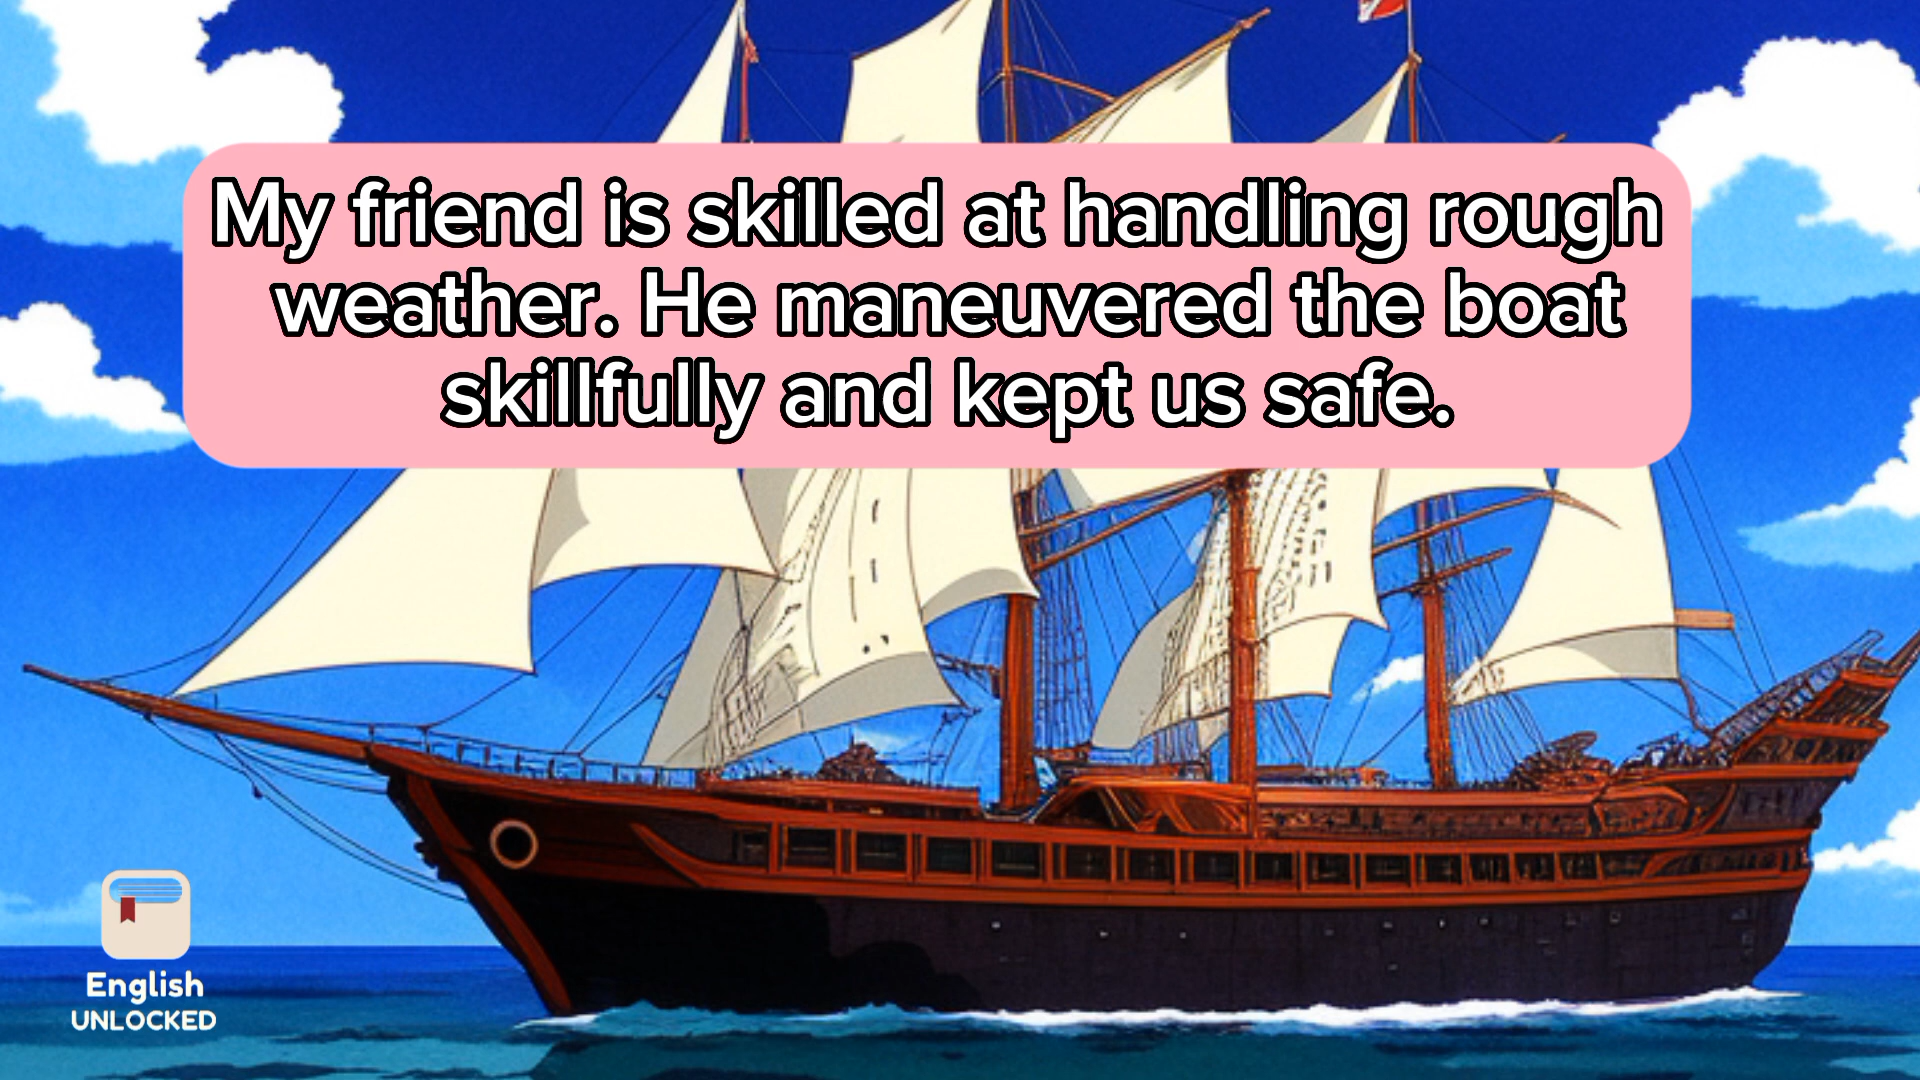 My friend is skilled at handling rough
weather. He maneuvered the boat
skillfully and kept us safe.
English
UNLOCKED